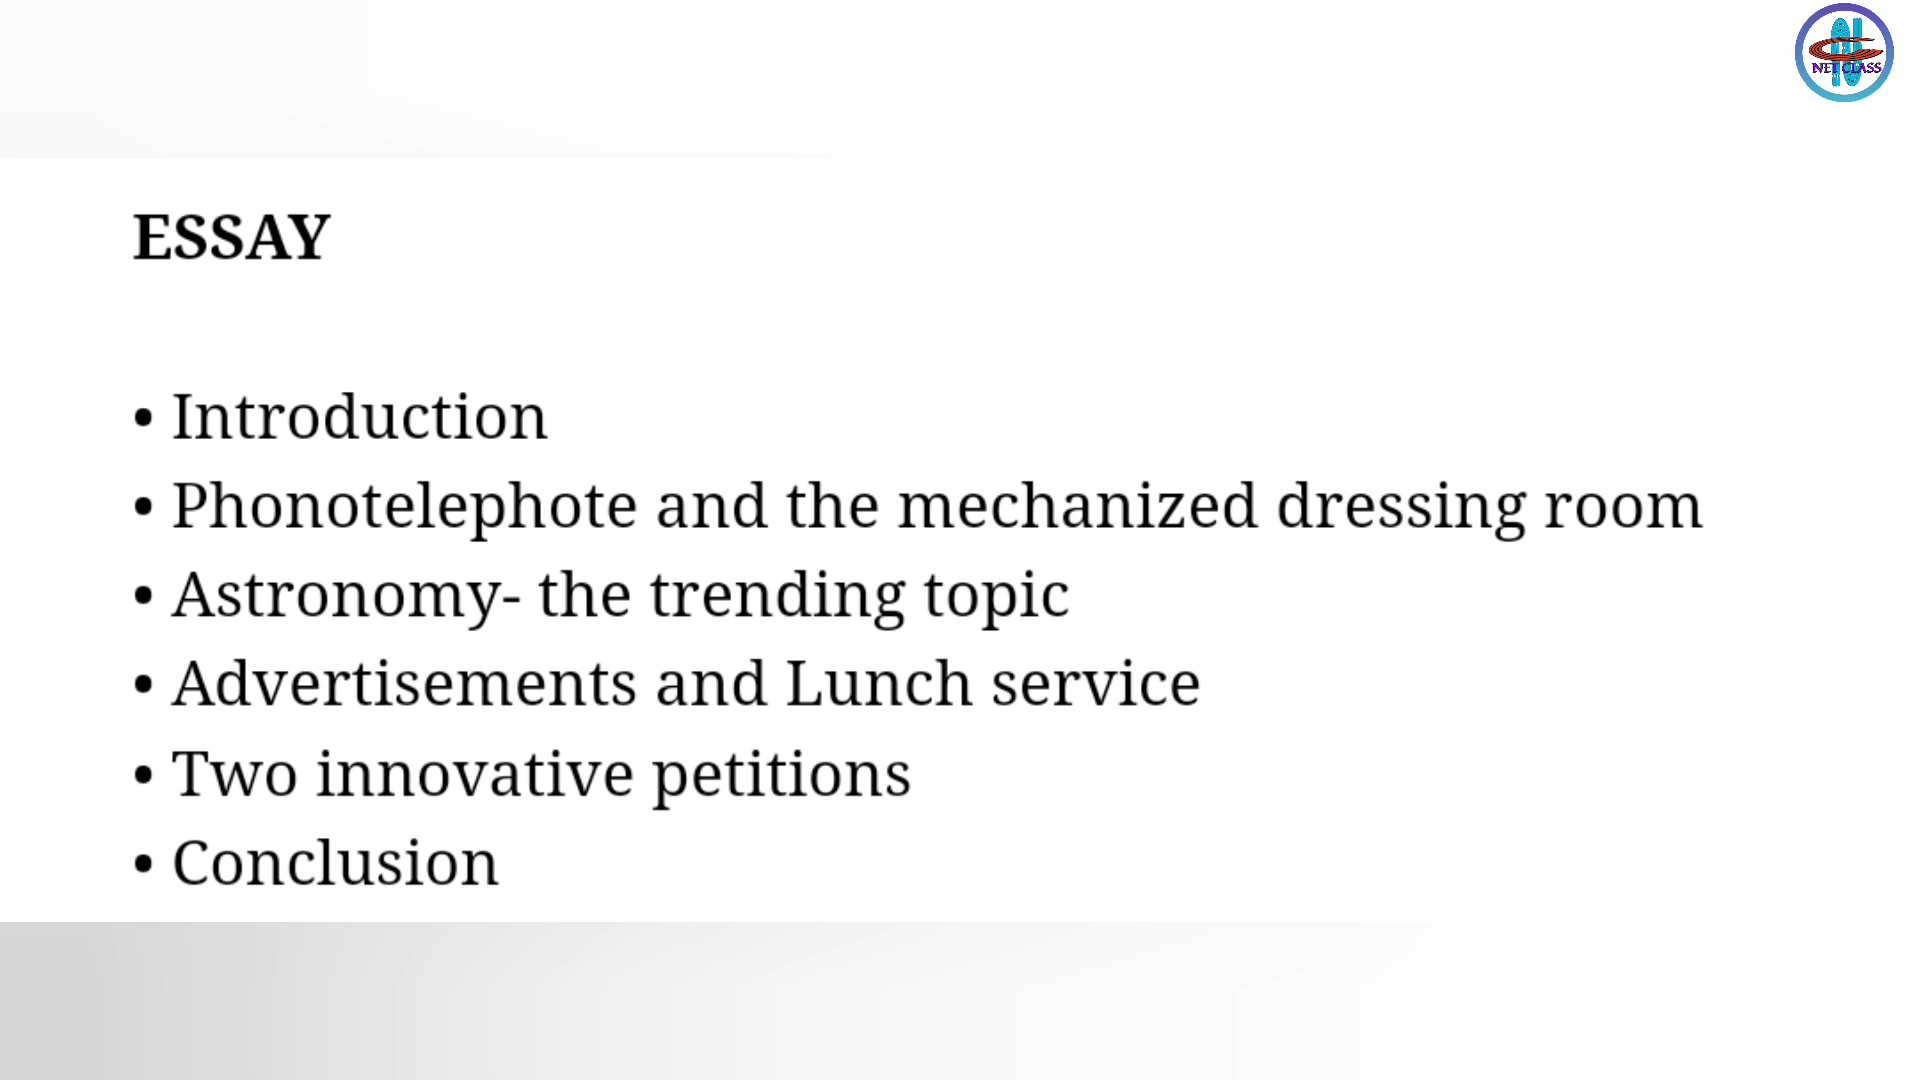 NET CLASS
ESSAY
• Introduction
• Phonotelephote and the mechanized dressing room
• Astronomy- the trending topic
• Advertisements and Lunch service
• Two innovative petitions
• Conclusion